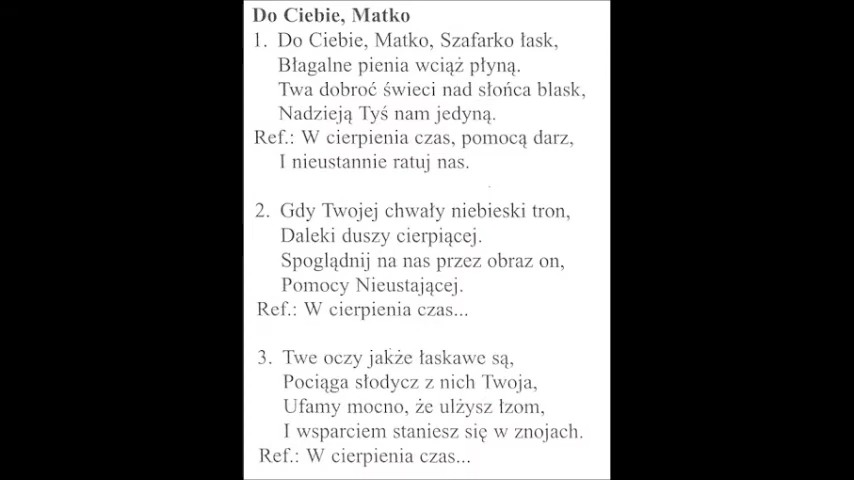 Do Ciebie, Matko
1. Do Ciebie, Matko, Szafarko łask,
Błagalne pienia wciąż płyną.
Twa dobroć świeci nad słońca blask,
Nadzieją Tyś nam jedyną.
Ref.: W cierpienia czas, pomocą darz,
I nieustannie ratuj nas.
2. Gdy Twojej chwały niebieski tron,
Daleki duszy cierpiącej.
Spoglądnij na nas przez obraz on,
Pomocy Nieustającej.
Ref.: W cierpienia czas...
3. Twe oczy jakże łaskawe są,
Pociąga słodycz z nich Twoja,
Ufamy mocno, że ulżysz łzom,
I wsparciem staniesz się w znojach.
Ref.: W cierpienia czas...